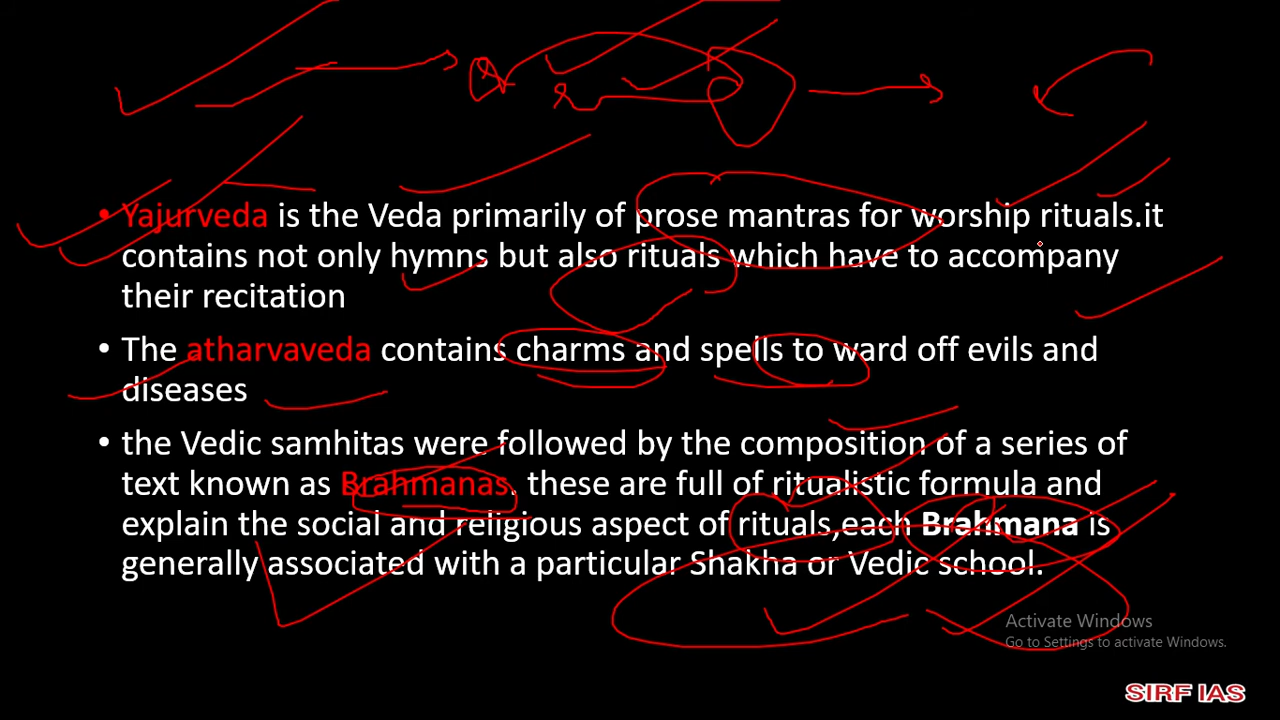 • Yajurveda is the Veda primarily of prose mantras for worship rituals.it
contains not only hymns but also rituals which have to accompany
their recitation
• The atharvaveda contains charms and spells to ward off evils and
diseases
• the Vedic samhitas were followed by the composition of a series of
text known as Brahmanas. these are full of ritualistic formula and
explain the social and religious aspect of rituals,each Brahmana is
generally associated with a particular Shakha or Vedic school.
Activate Windows
Go to Settings to activate Windows.
SIRF IAS